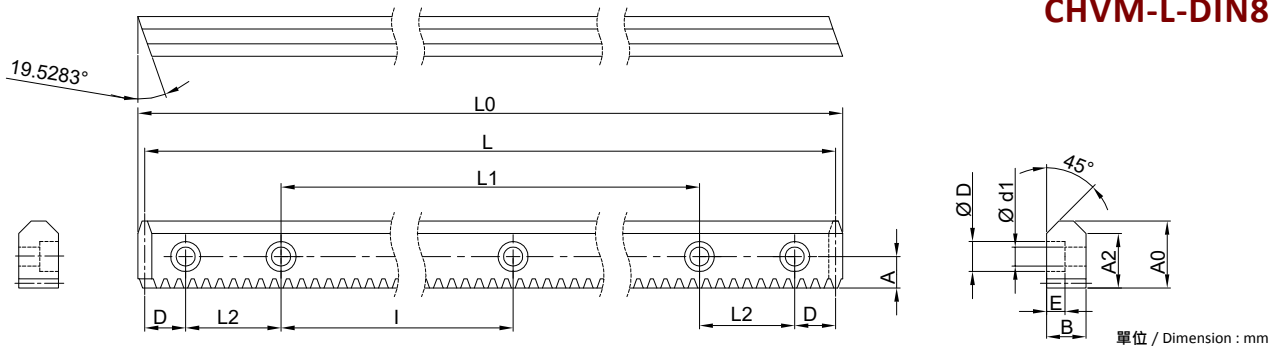 CHVM-L-DIN8
19.5283°
L0
L
L1
45°
Ø D
Ø d1
A2
A0
A
E
B
D
L2
I
L2
D
單位 / Dimension : mm